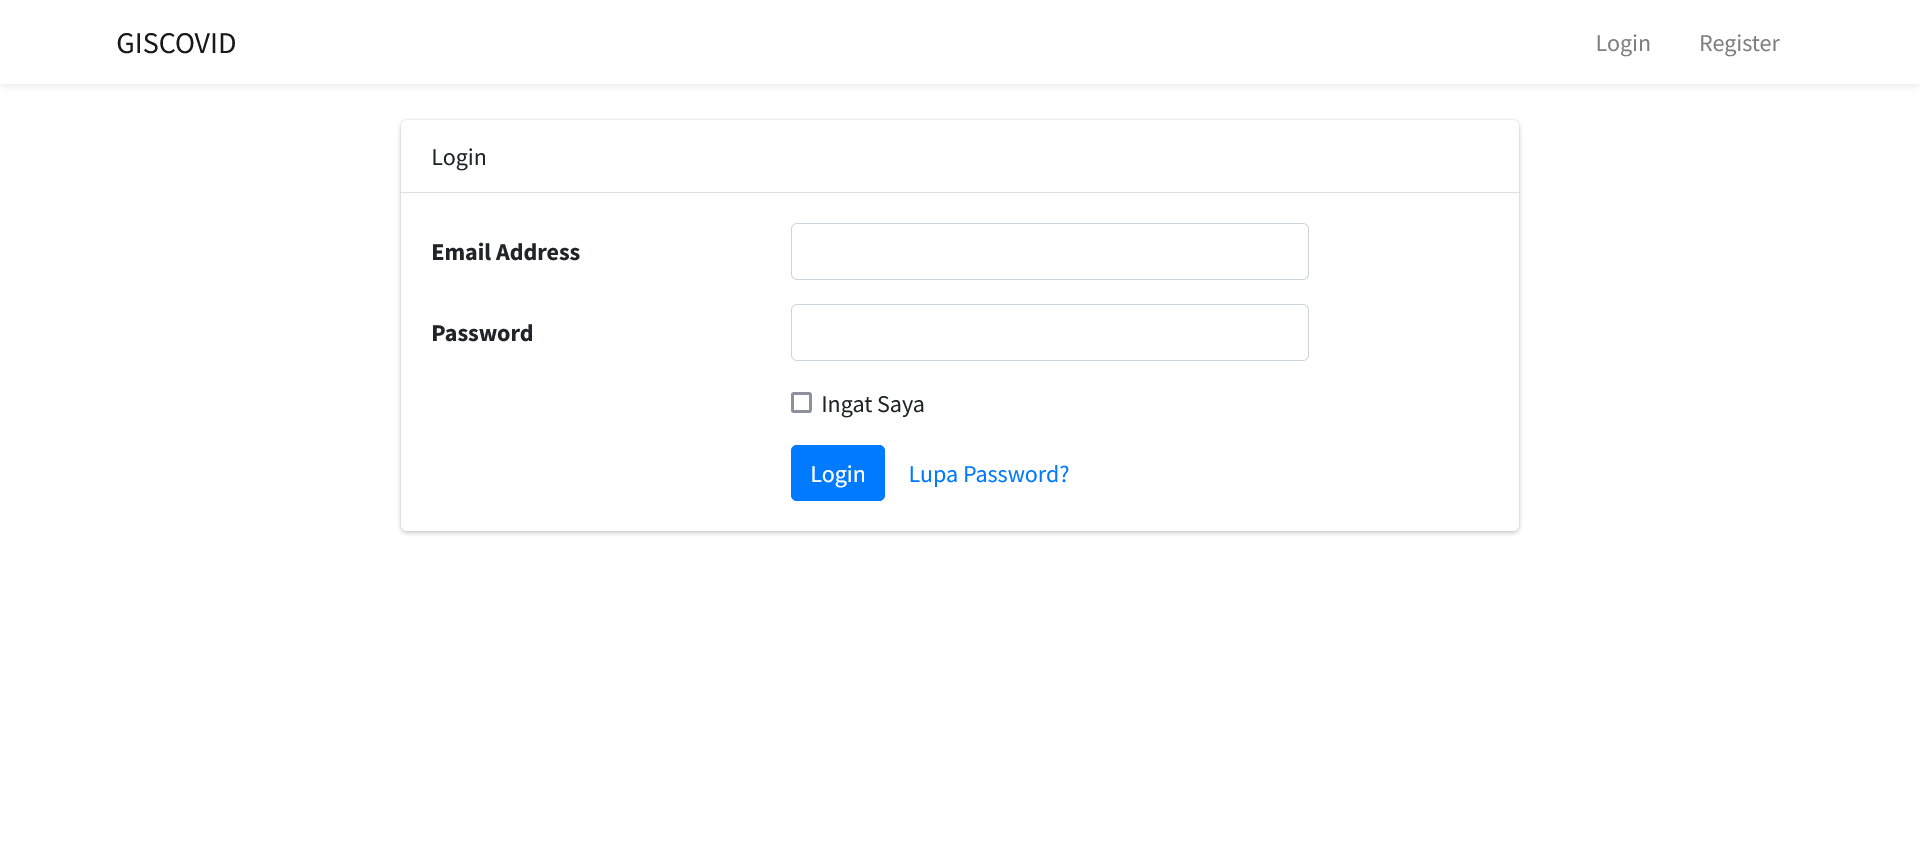 GISCOVID
Login
Register
Login
Email Address
Password
Ingat Saya
Login
Lupa Password?